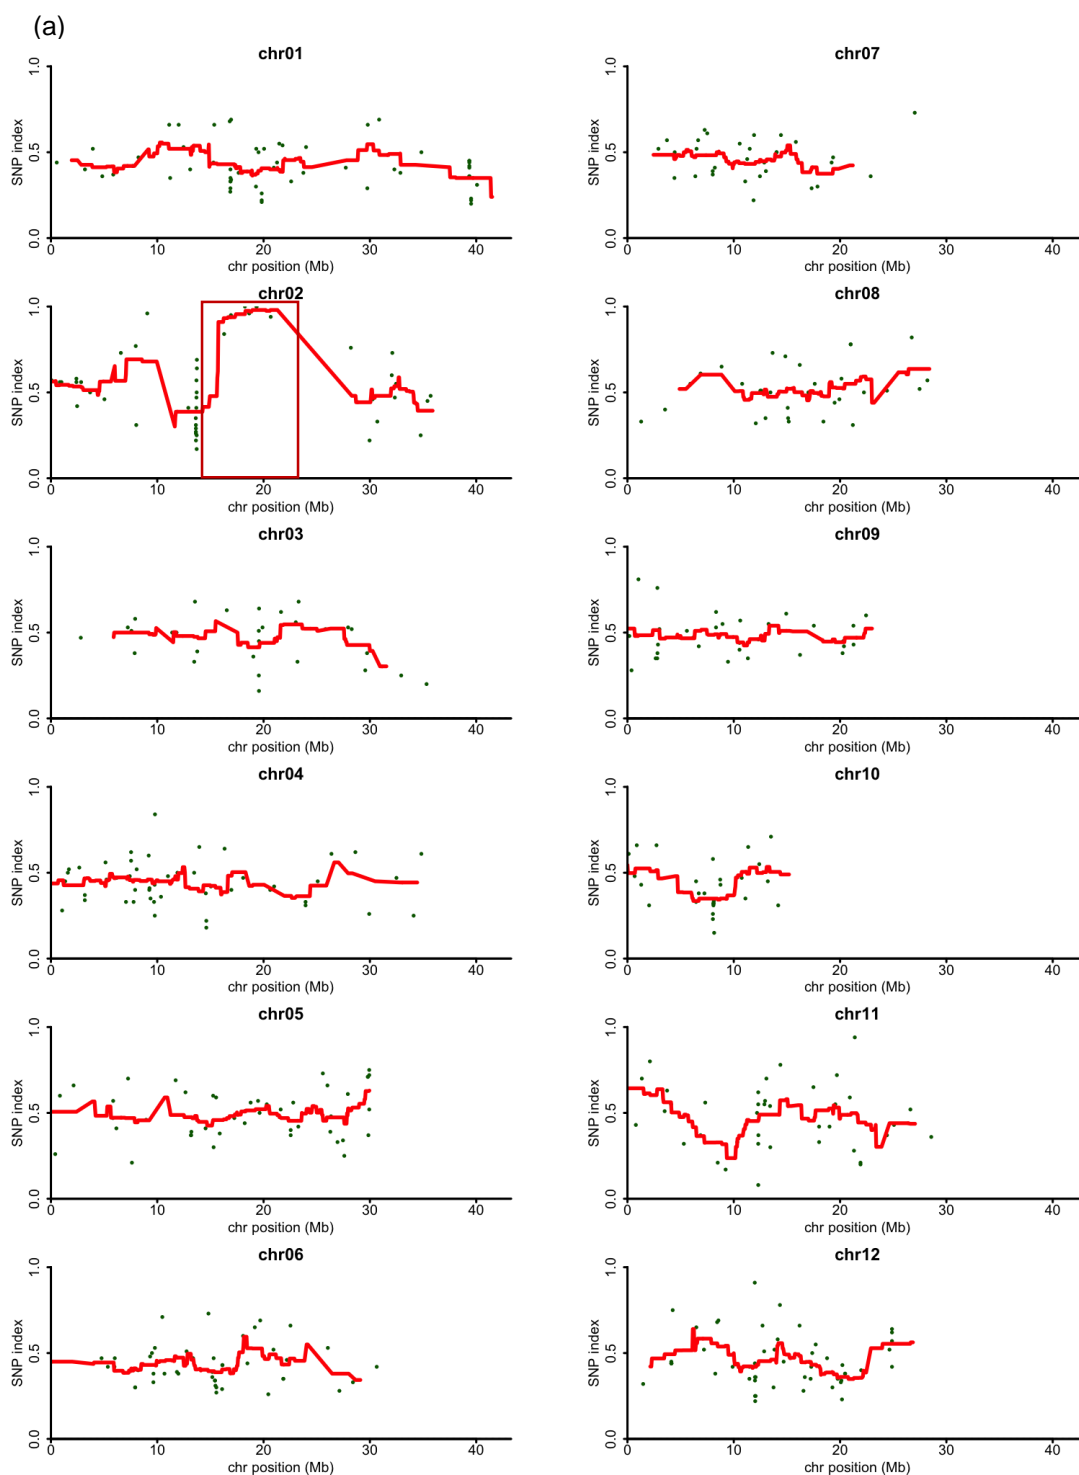 (a)
chr01
1.0
0.5
0.0
SNP index
0 10 20 30 40
chr position (Mb)
chr07
1.0
0.5
0.0
SNP index
0 10 20 30 40
chr position (Mb)
chr02
1.0
0.5
0.0
SNP index
0 10 20 30 40
chr position (Mb)
chr08
1.0
0.5
0.0
SNP index
0 10 20 30 40
chr position (Mb)
chr03
1.0
0.5
0.0
SNP index
0 10 20 30 40
chr position (Mb)
chr09
1.0
0.5
0.0
SNP index
0 10 20 30 40
chr position (Mb)
chr04
1.0
0.5
0.0
SNP index
0 10 20 30 40
chr position (Mb)
chr10
1.0
0.5
0.0
SNP index
0 10 20 30 40
chr position (Mb)
chr05
1.0
0.5
0.0
SNP index
0 10 20 30 40
chr position (Mb)
chr11
1.0
0.5
0.0
SNP index
0 10 20 30 40
chr position (Mb)
chr06
1.0
0.5
0.0
SNP index
0 10 20 30 40
chr position (Mb)
chr12
1.0
0.5
0.0
SNP index
0 10 20 30 40
chr position (Mb)